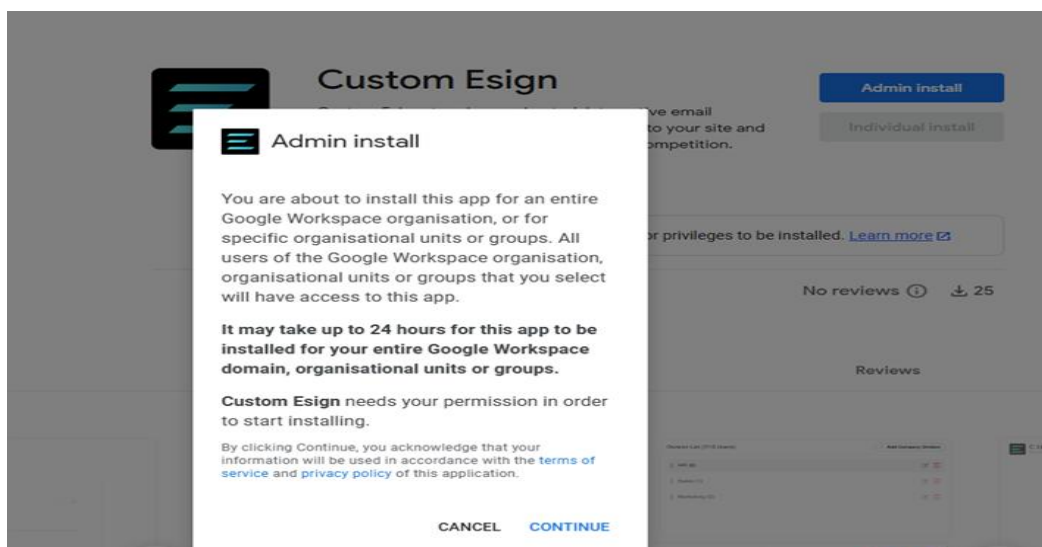 Custom Esign
Admin install
ve email
to your site and
Individual install
ompetition.
Admin install
You are about to install this app for an entire
Google Workspace organisation, or for
specific organisational units or groups. All
users of the Google Workspace organisation,
organisational units or groups that you select
will have access to this app.
r privileges to be installed. Learn more
No reviews 25
It may take up to 24 hours for this app to be
installed for your entire Google Workspace
domain, organisational units or groups.
Reviews
Custom Esign needs your permission in order
to start installing.
By clicking Continue, you acknowledge that your
information will be used in accordance with the terms of
service and privacy policy of this application.
CANCEL CONTINUE